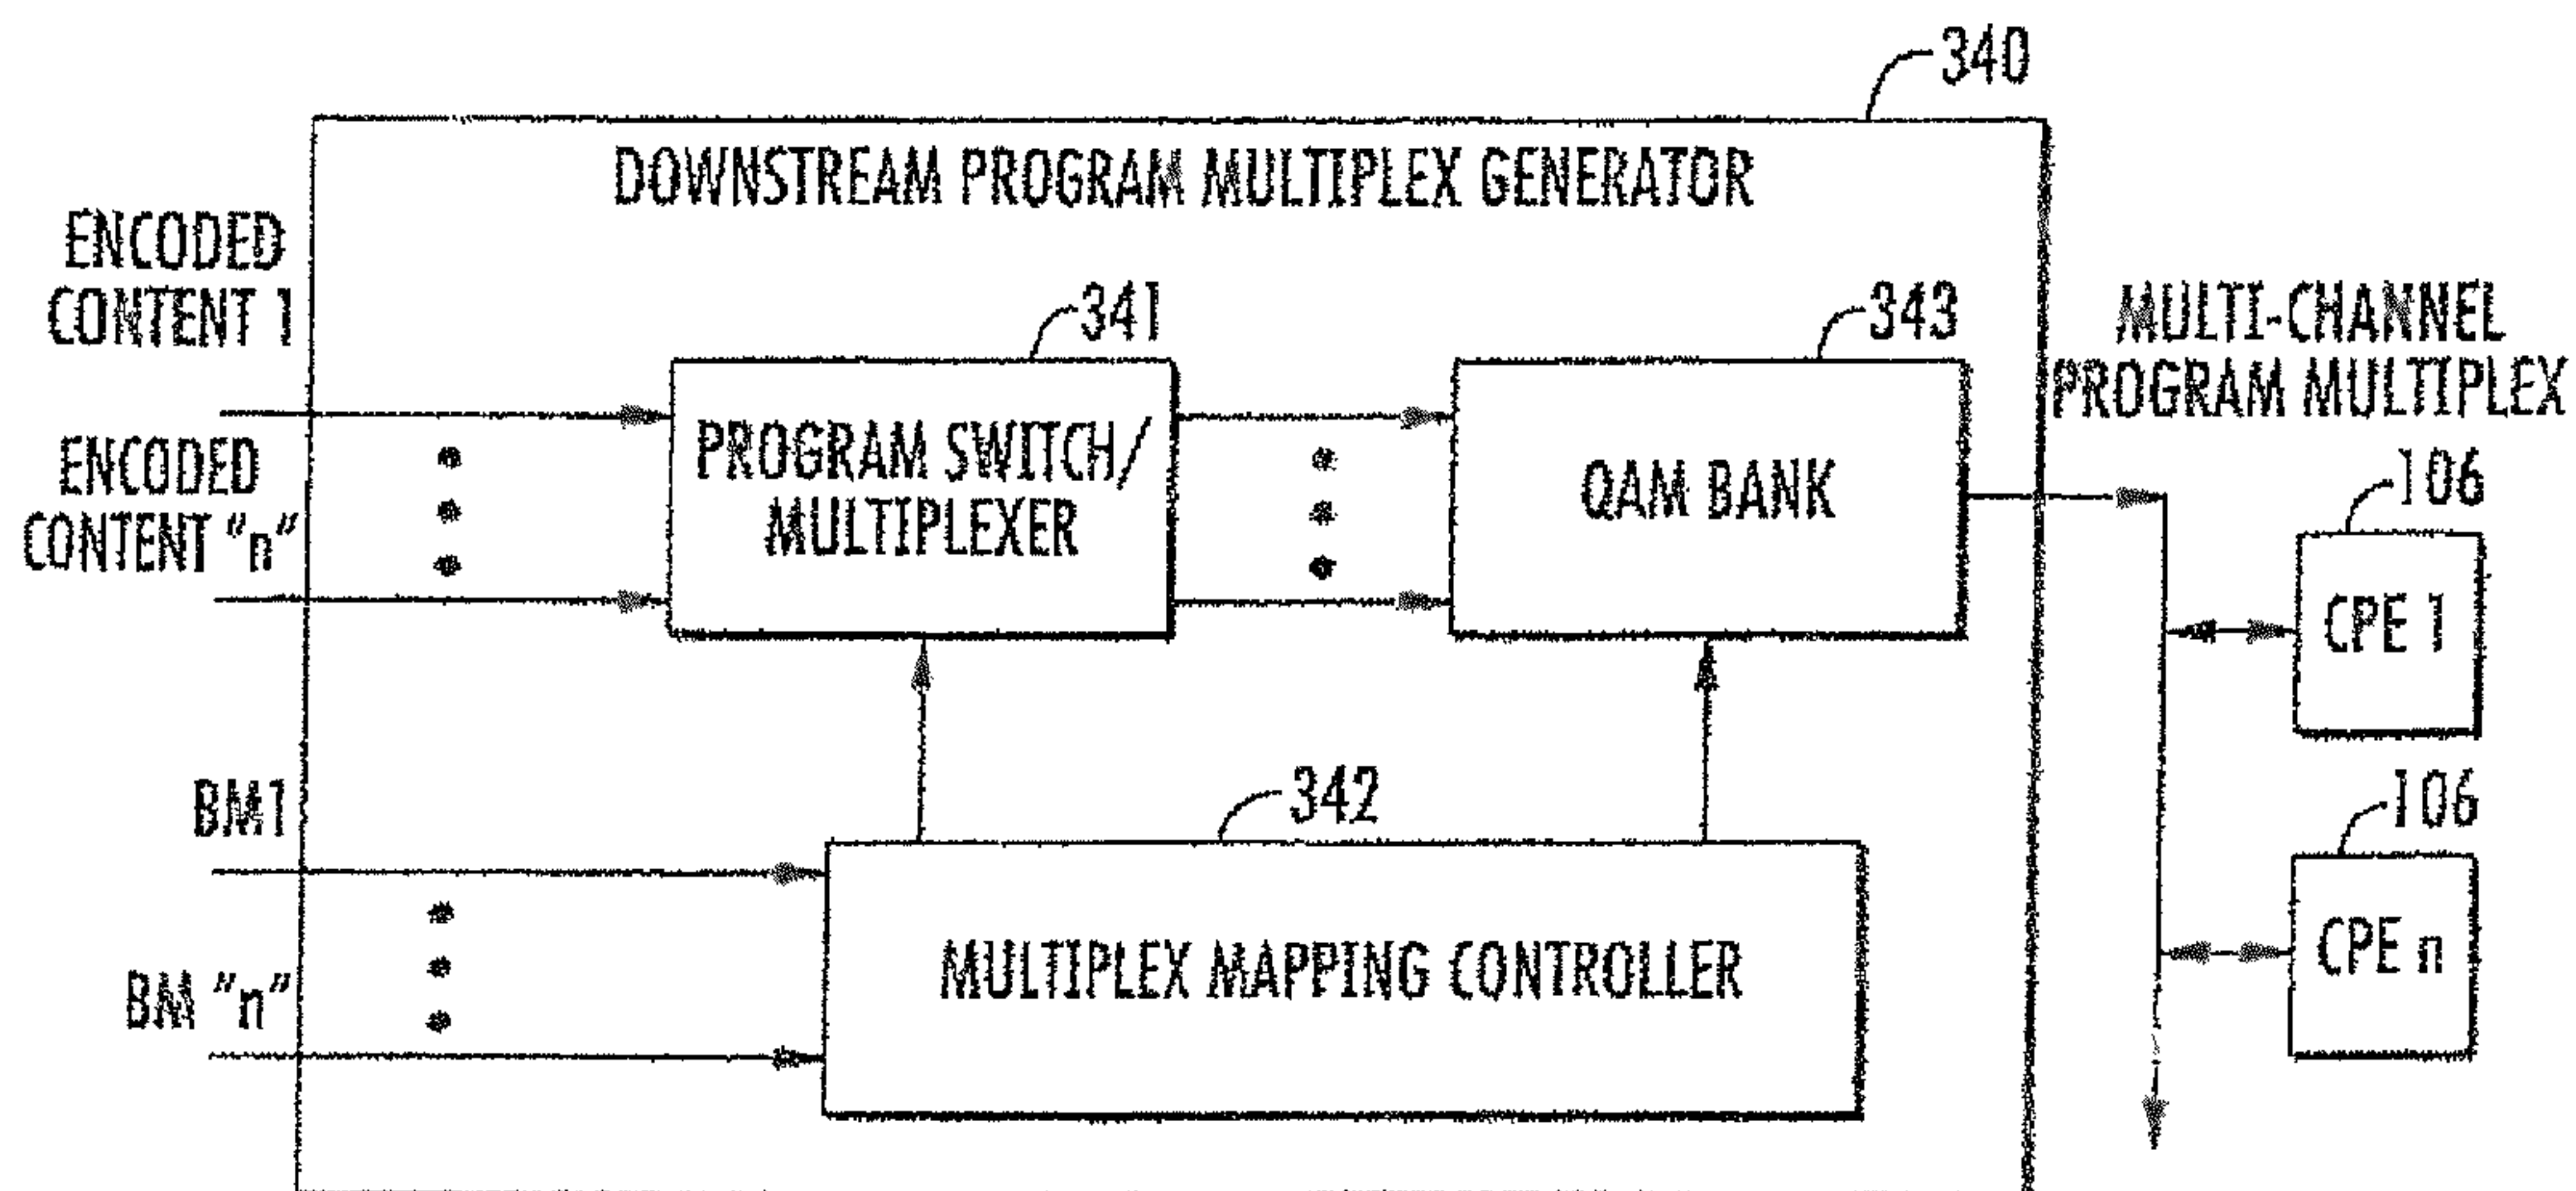 340
DOWNSTREAM PROGRAM MULTIPLEX GENERATOR
ENCODED
CONTENT 1
341
343
MULTI-CHANNEL
PROGRAM MULTIPLEX
ENCODED
CONTENT "n"
PROGRAM SWITCH/
MULTIPLEXER
QAM BANK
106
CPE 1
BM1
342
106
BM "n"
MULTIPLEX MAPPING CONTROLLER
CPE n